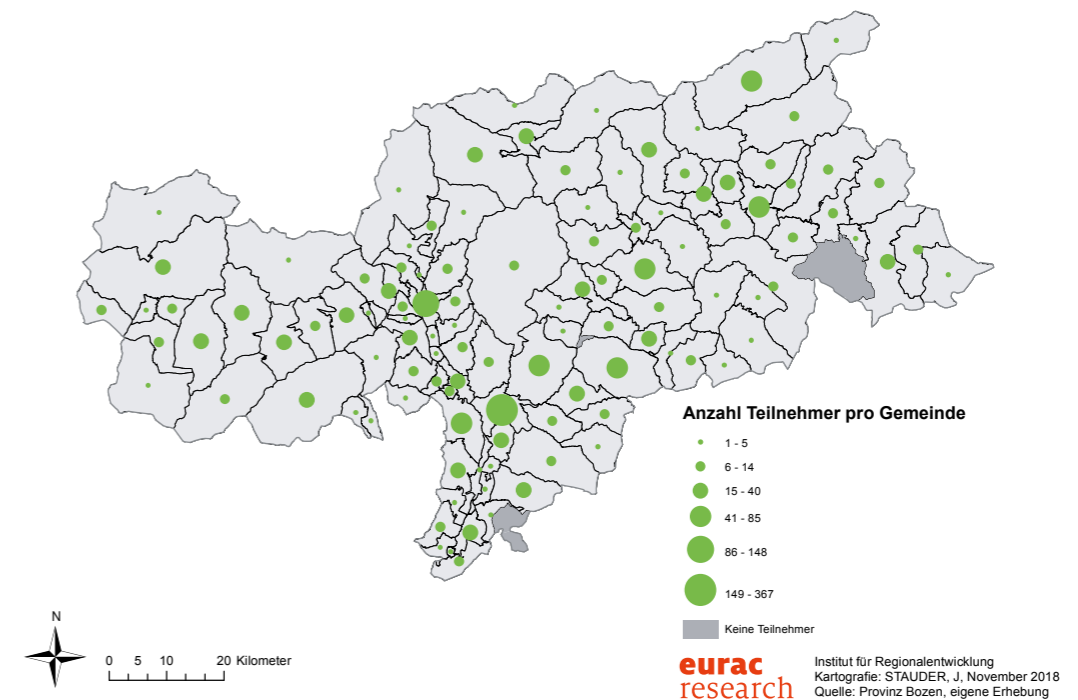 Anzahl Teilnehmer pro Gemeinde
1 - 5
6 - 14
15 - 40
41 - 85
86 - 148
149 - 367
Keine Teilnehmer
N
0 5 10 20 Kilometer
eurac
research
Institut für Regionalentwicklung
Kartografie: STAUDER, J, November 2018
Quelle: Provinz Bozen, eigene Erhebung